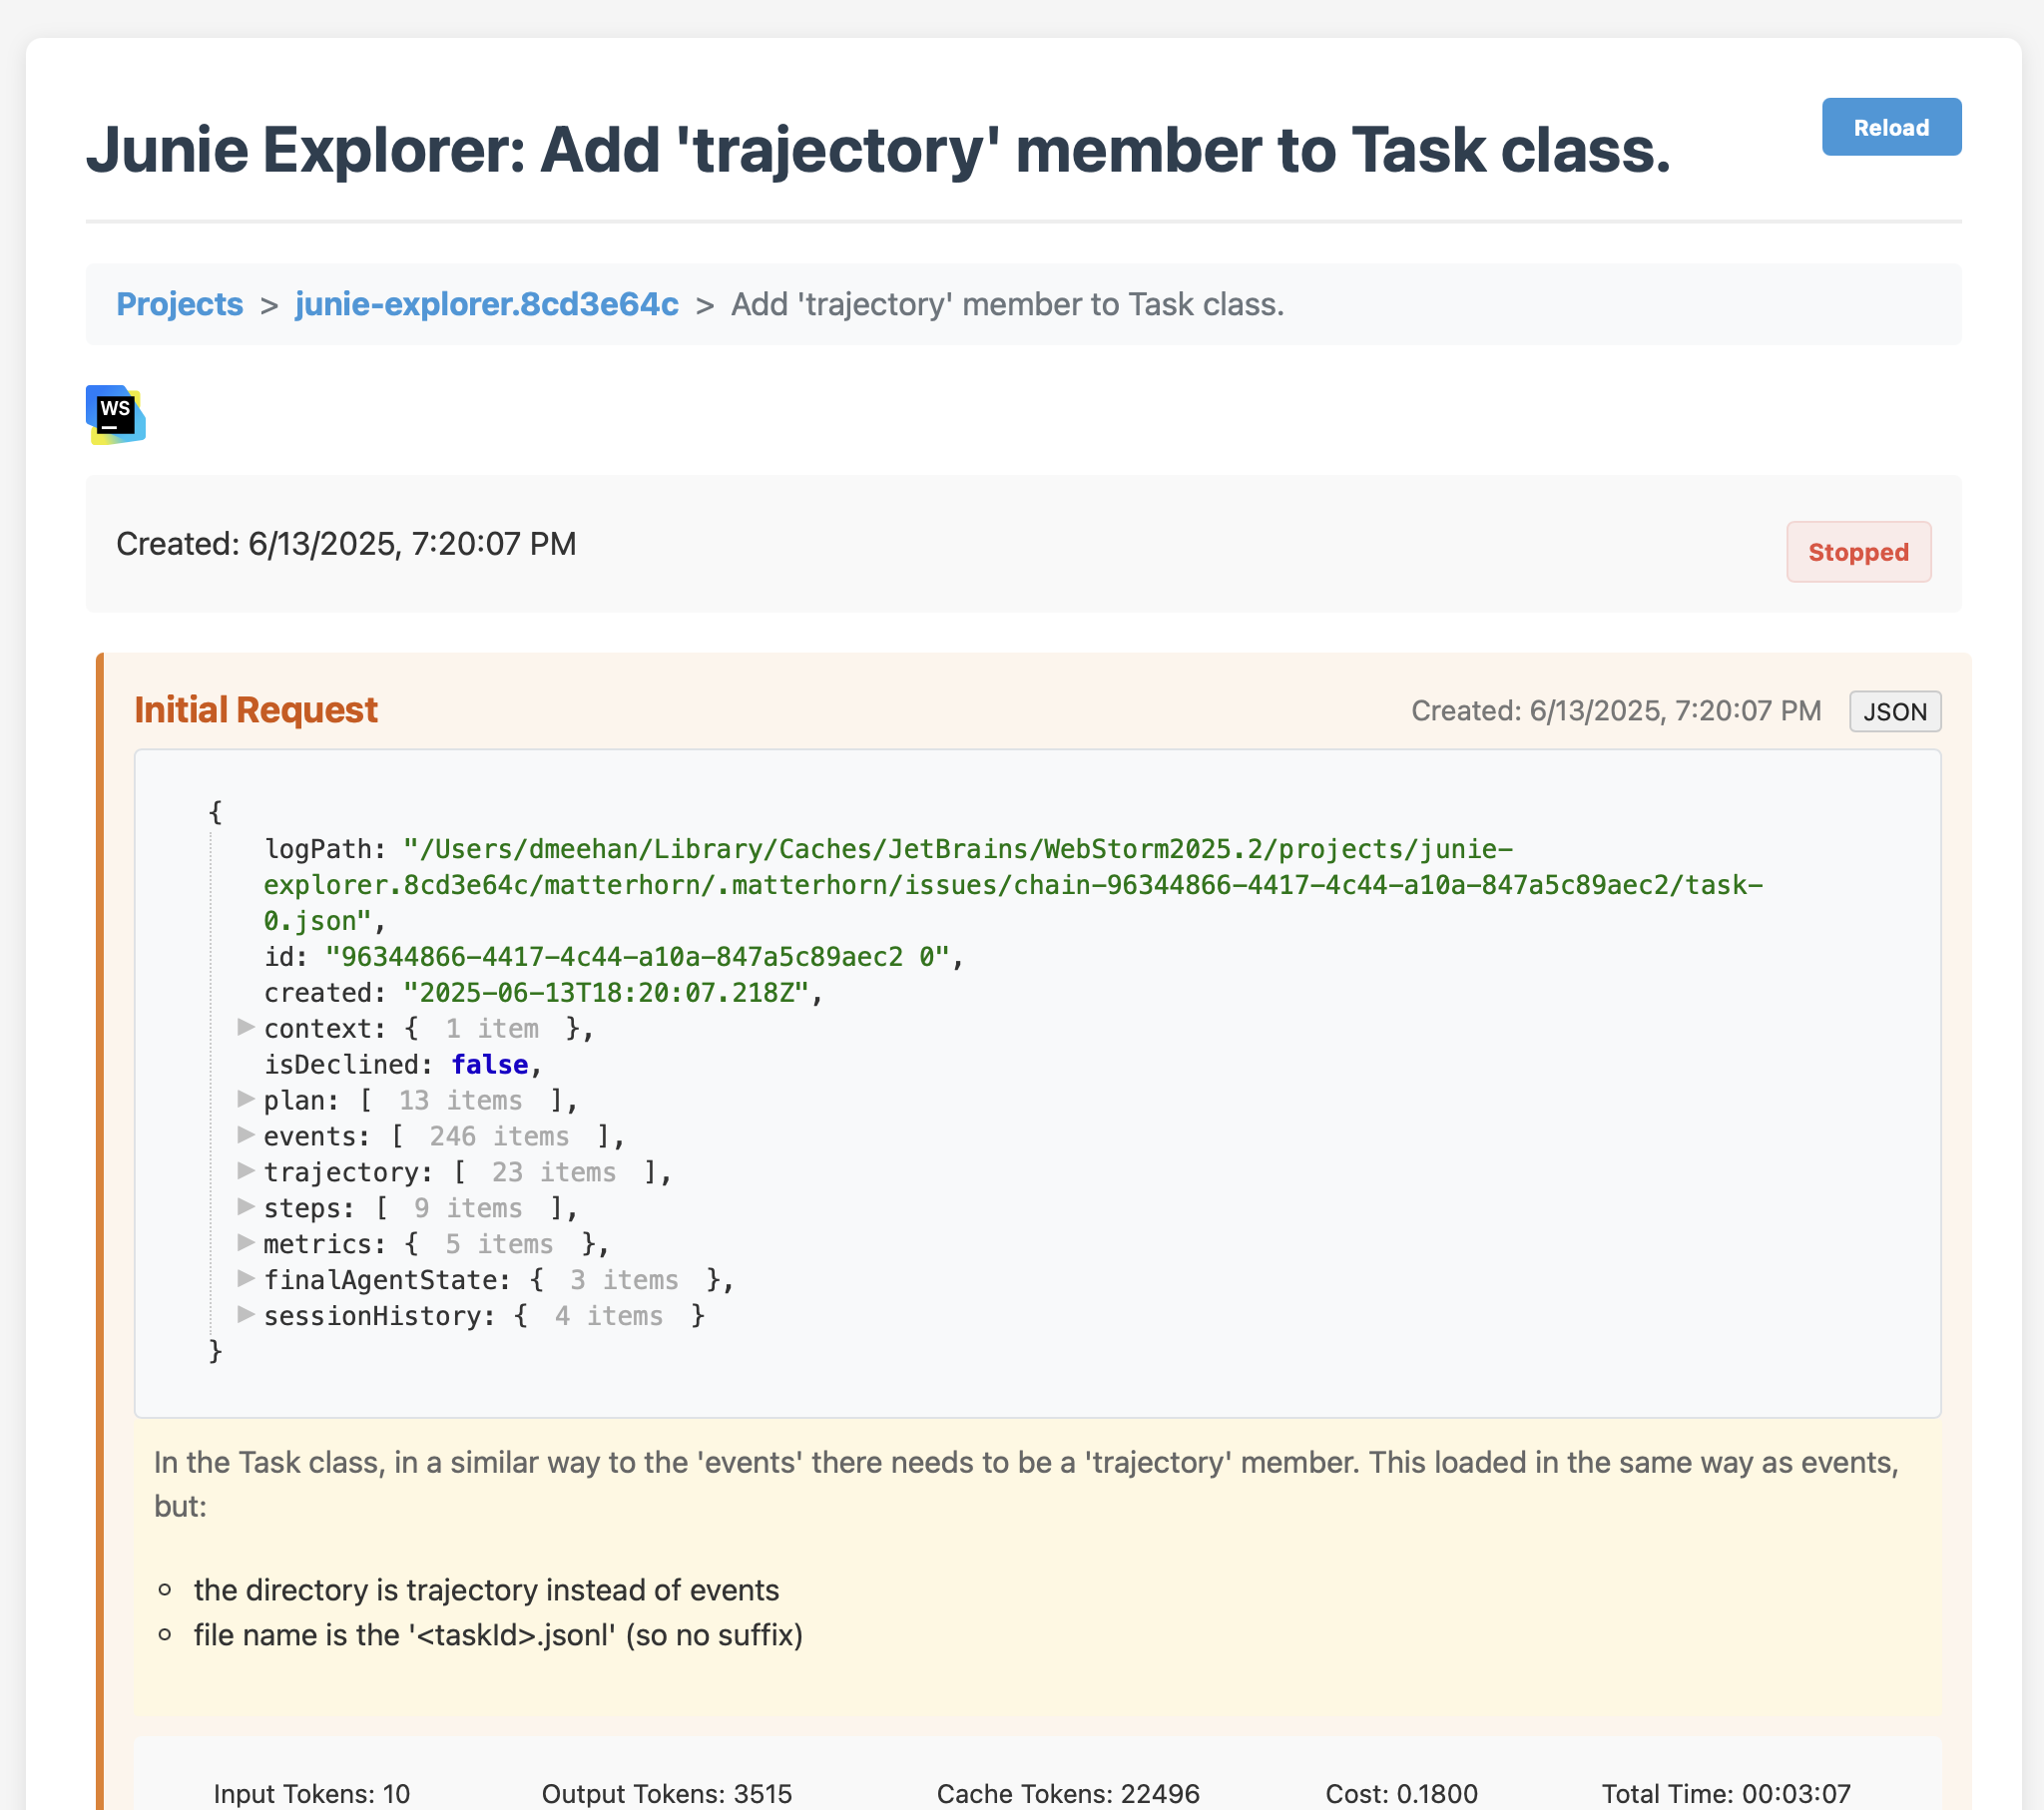 Junie Explorer: Add 'trajectory' member to Task class.
Reload
Projects > junie-explorer.8cd3e64c > Add 'trajectory' member to Task class.
WS
Created: 6/13/2025, 7:20:07 PM
Stopped
Initial Request
Created: 6/13/2025, 7:20:07 PM
JSON
{
logPath: "/Users/dmeehan/Library/Caches/JetBrains/WebStorm2025.2/projects/junie-
explorer.8cd3e64c/matterhorn/.matterhorn/issues/chain-96344866-4417-4c44-a10a-847a5c89aec2/task-
0.json",
id: "96344866-4417-4c44-a10a-847a5c89aec2 0",
created: "2025-06-13T18:20:07.218Z",
context: { 1 item },
isDeclined: false,
plan: [ 13 items ],
events: [ 246 items ],
trajectory: [ 23 items ],
steps: [ 9 items ],
metrics: { 5 items },
finalAgentState: { 3 items },
sessionHistory: { 4 items }
}
In the Task class, in a similar way to the 'events' there needs to be a 'trajectory' member. This loaded in the same way as events,
but:
the directory is trajectory instead of events
file name is the '<taskId>.jsonl' (so no suffix)
Input Tokens: 10
Output Tokens: 3515
Cache Tokens: 22496
Cost: 0.1800
Total Time: 00:03:07